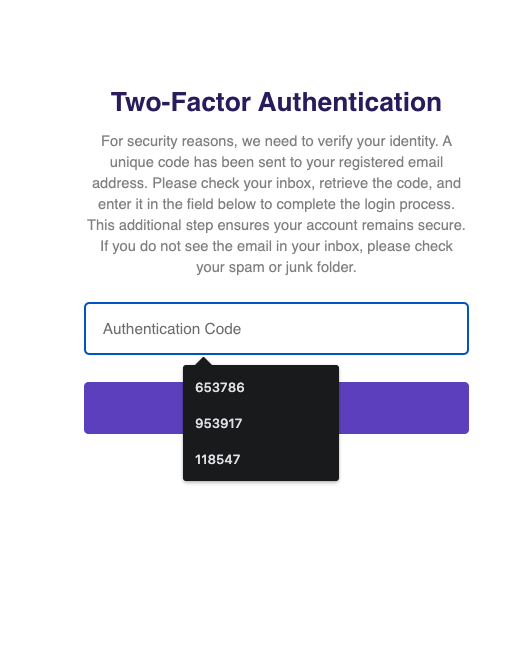 Two-Factor Authentication
For security reasons, we need to verify your identity. A
unique code has been sent to your registered email
address. Please check your inbox, retrieve the code, and
enter it in the field below to complete the login process.
This additional step ensures your account remains secure.
If you do not see the email in your inbox, please check
your spam or junk folder.
Authentication Code
653786
953917
118547